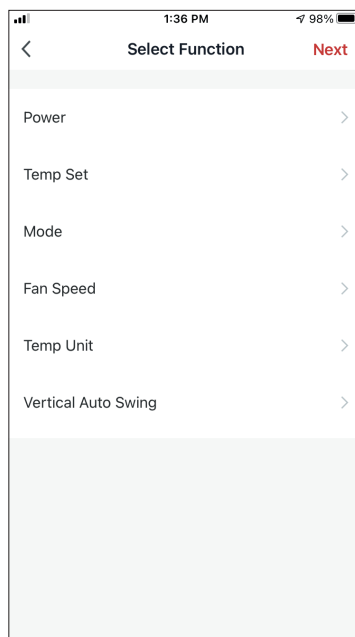 1:36 PM 98%
Select Function Next
Power
Temp Set
Mode
Fan Speed
Temp Unit
Vertical Auto Swing